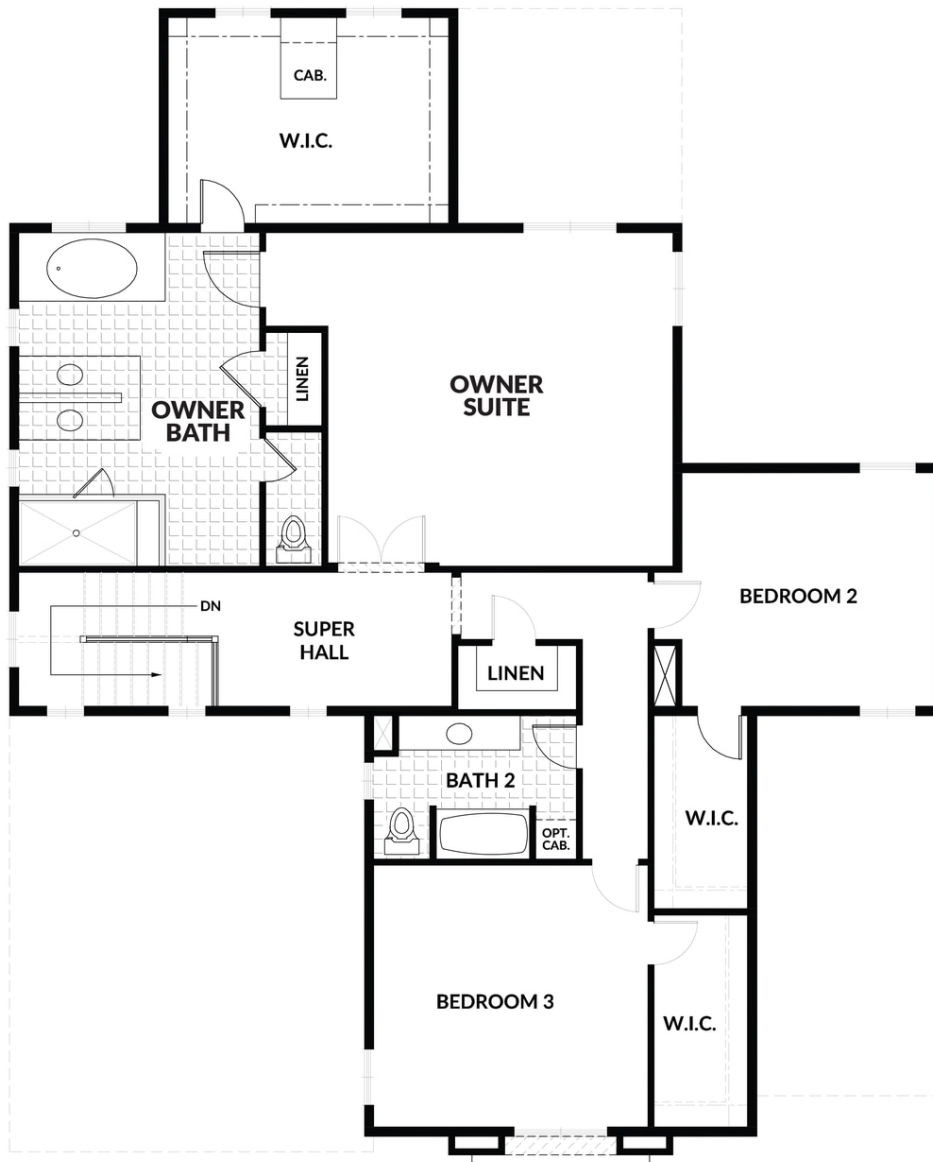 CAB.
W.I.C.
LINEN
OWNER
SUITE
OWNER
BATH
DN
SUPER
HALL
BEDROOM 2
LINEN
BATH 2
OPT.
CAB.
W.I.C.
BEDROOM 3
W.I.C.